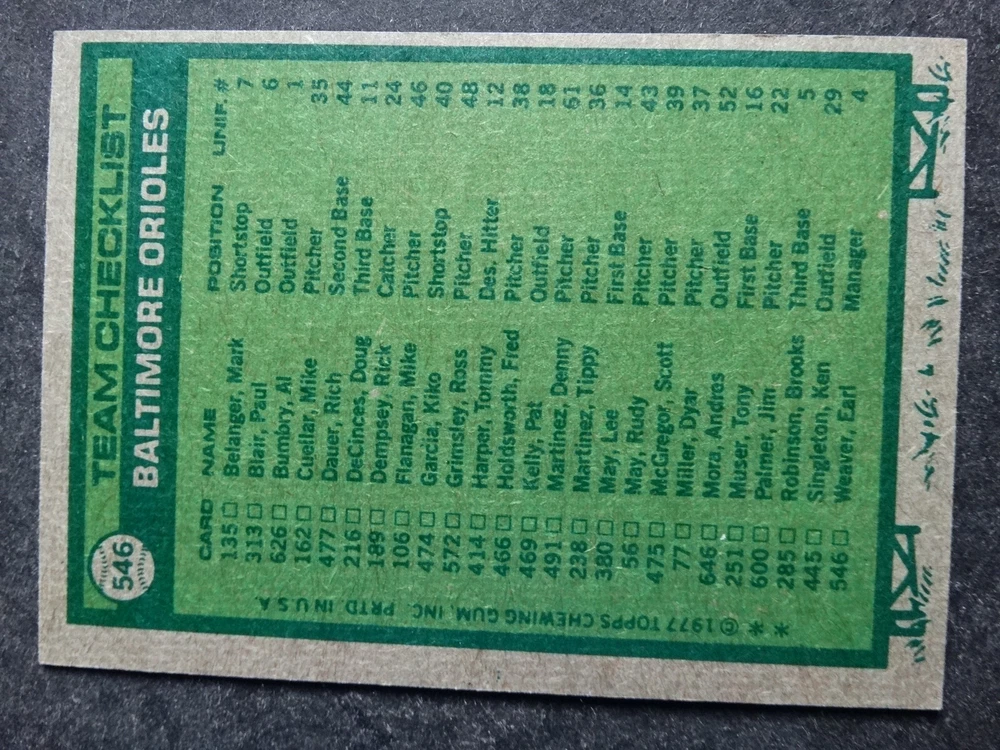 546
TEAM CHECKLIST
BALTIMORE ORIOLES
CARD NAME POSITION UNIF. #
135 Belanger, Mark Shortstop 7
313 Blair, Paul Outfield 6
626 Bumbry, Al Outfield 1
162 Cuellar, Mike Pitcher 35
477 Dauer, Rich Second Base 44
216 DeCinces, Doug Third Base 11
189 Dempsey, Rick Catcher 24
106 Flanagan, Mike Pitcher 46
474 Garcia, Kiko Shortstop 40
572 Grimsley, Ross Pitcher 48
414 Harper, Tommy Des. Hitter 12
466 Holdsworth, Fred Pitcher 38
469 Kelly, Pat Outfield 18
491 Martinez, Denny Pitcher 61
238 Martinez, Tippy Pitcher 36
380 May, Lee First Base 14
56 May, Rudy Pitcher 43
475 McGregor, Scott Pitcher 39
77 Miller, Dyar Pitcher 37
646 Mora, Andres Outfield 52
251 Muser, Tony First Base 16
600 Palmer, Jim Pitcher 22
285 Robinson, Brooks Third Base 5
445 Singleton, Ken Outfield 29
546 Weaver, Earl Manager 4
* * © 1977 TOPPS CHEWING GUM, INC. PRTD. IN U.S.A.